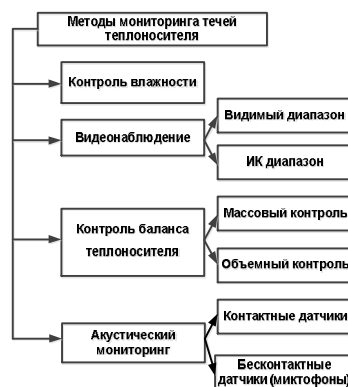 Методы мониторинга течей
теплоносителя
Контроль влажности
Видеонаблюдение
Видимый диапазон
ИК диапазон
Контроль баланса
теплоносителя
Массовый контроль
Объемный контроль
Акустический
мониторинг
Контактные датчики
Бесконтактные
датчики (миктофоны)